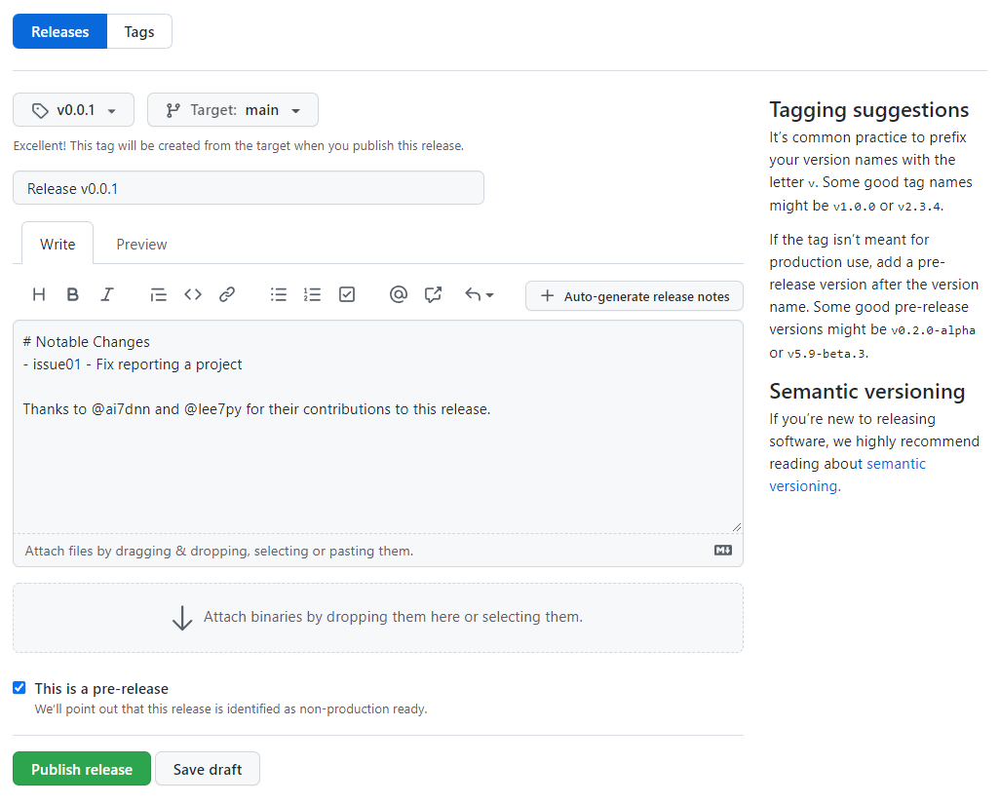 Releases Tags
v0.0.1 Target: main
Excellent! This tag will be created from the target when you publish this release.
Release v0.0.1
Write Preview
H B I
Auto-generate release notes
# Notable Changes
- issue01 - Fix reporting a project
Thanks to @ai7dnn and @lee7py for their contributions to this release.
Attach files by dragging & dropping, selecting or pasting them.
Attach binaries by dropping them here or selecting them.
This is a pre-release
We'll point out that this release is identified as non-production ready.
Publish release Save draft
Tagging suggestions
It's common practice to prefix
your version names with the
letter v. Some good tag names
might be v1.0.0 or v2.3.4.
If the tag isn't meant for
production use, add a pre-
release version after the version
name. Some good pre-release
versions might be v0.2.0-alpha
or v5.9-beta.3.
Semantic versioning
If you're new to releasing
software, we highly recommend
reading about semantic
versioning.